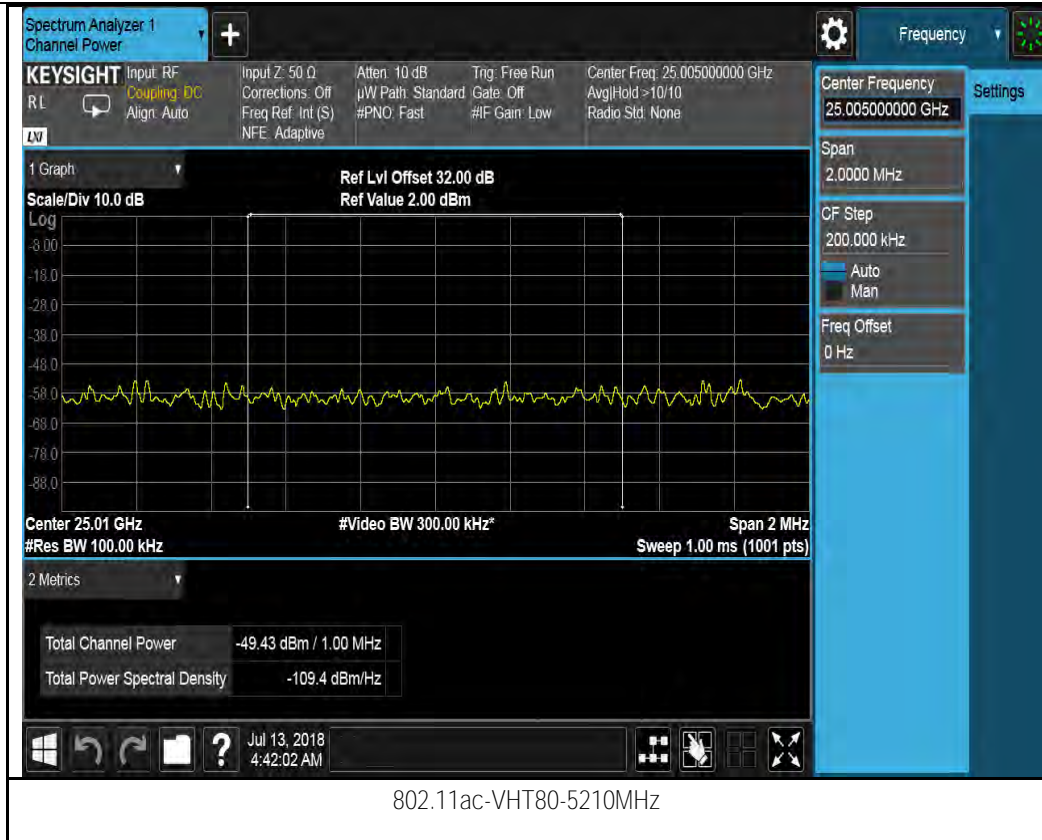 Spectrum Analyzer 1
Channel Power
+
Frequency
KEYSIGHT
RL
LXI
Input: RF
Coupling: DC
Align: Auto
Input Z: 50 Ω
Corrections: Off
Freq Ref: Int (S)
NFE: Adaptive
Atten: 10 dB
µW Path: Standard
#PNO: Fast
Trig: Free Run
Gate: Off
#IF Gain: Low
Center Freq: 25.005000000 GHz
Avg|Hold >10/10
Radio Std: None
Center Frequency
25.005000000 GHz
Settings
Span
2.0000 MHz
CF Step
200.000 kHz
Auto
Man
Freq Offset
0 Hz
1 Graph
Scale/Div 10.0 dB
Ref Lvl Offset 32.00 dB
Ref Value 2.00 dBm
Log
-8.00
-18.0
-28.0
-38.0
-48.0
-58.0
-68.0
-78.0
-88.0
Center 25.01 GHz
#Res BW 100.00 kHz
#Video BW 300.00 kHz*
Span 2 MHz
Sweep 1.00 ms (1001 pts)
2 Metrics
Total Channel Power -49.43 dBm / 1.00 MHz
Total Power Spectral Density -109.4 dBm/Hz
?
Jul 13, 2018
4:42:02 AM
802.11ac-VHT80-5210MHz